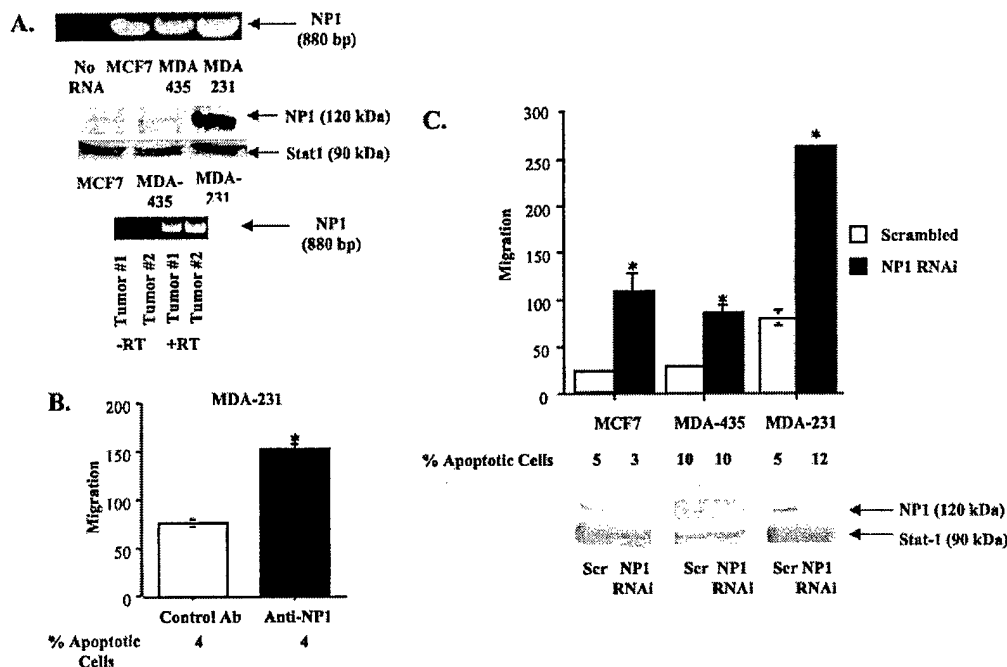 A.
NP1
(880 bp)
No RNA MCF7 MDA 435 MDA 231
NP1 (120 kDa)
Stat1 (90 kDa)
MCF7 MDA-435 MDA-231
NP1
(880 bp)
Tumor #1 Tumor #2 Tumor #1 Tumor #2
-RT +RT
B.
MDA-231
200
150
100
50
0
Migration
*
Control Ab Anti-NP1
% Apoptotic Cells 4 4
C.
300
250
200
150
100
50
0
Migration
* * *
Scrambled
NP1 RNAi
MCF7 MDA-435 MDA-231
% Apoptotic Cells 5 3 10 10 5 12
NP1 (120 kDa)
Stat-1 (90 kDa)
Scr NP1 RNAi Scr NP1 RNAi Scr NP1 RNAi